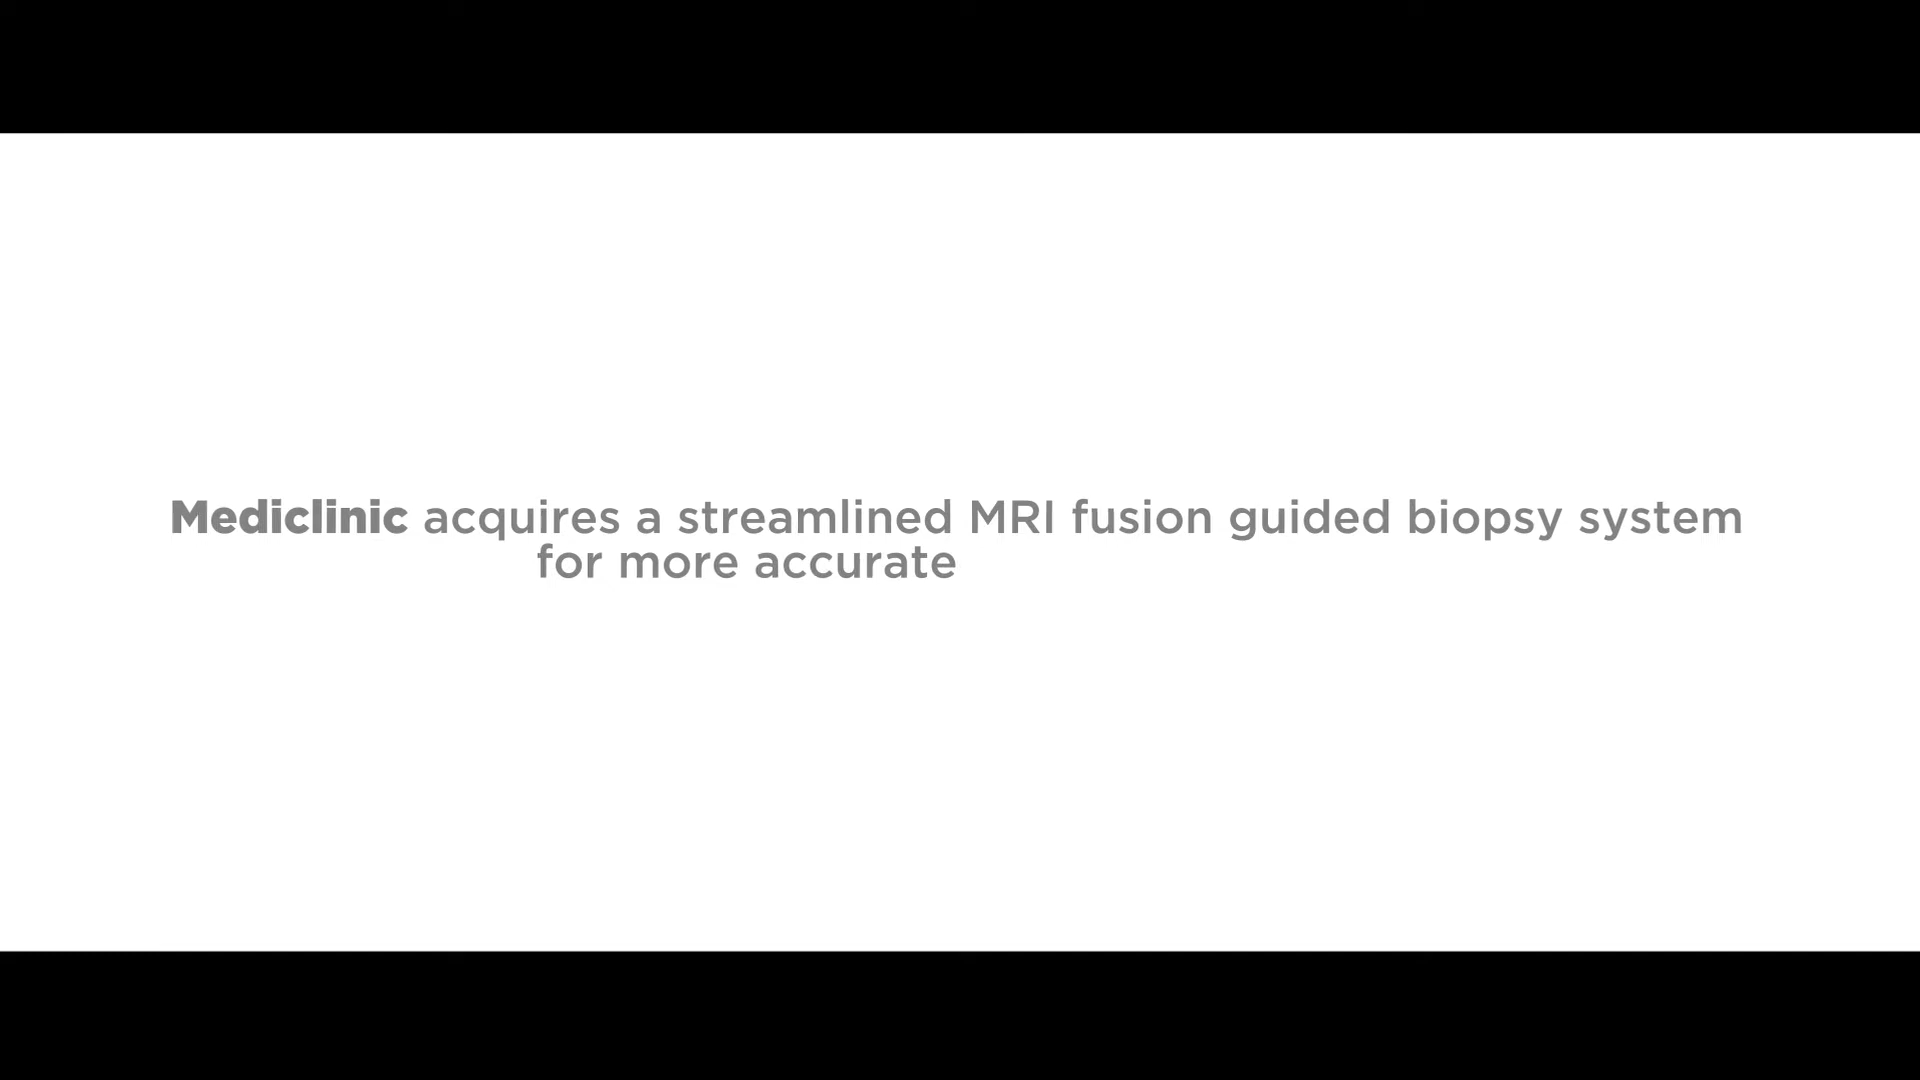 Mediclinic acquires a streamlined MRI fusion guided biopsy system
for more accurate